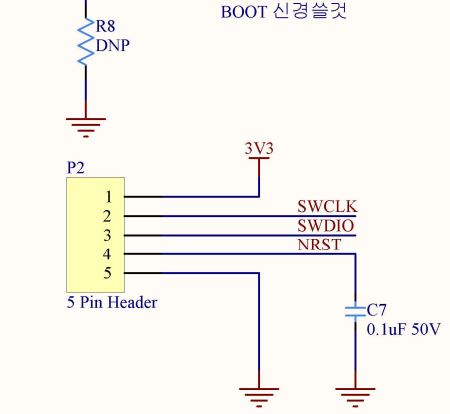 BOOT 신경쓸것
R8
DNP
P2
3V3
1
2
3
4
5
SWCLK
SWDIO
NRST
5 Pin Header
C7
0.1uF 50V